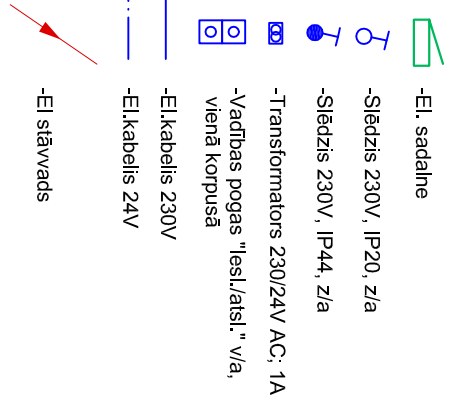 -El. sadalne
-Slēdzis 230V, IP20, z/a
-Slēdzis 230V, IP44, z/a
-Transformators 230/24V AC; 1A
-Vadības pogas "Iesl./atsl." v/a,
vienā korpusā
-El.kabelis 230V
-El.kabelis 24V
-El stāvvads